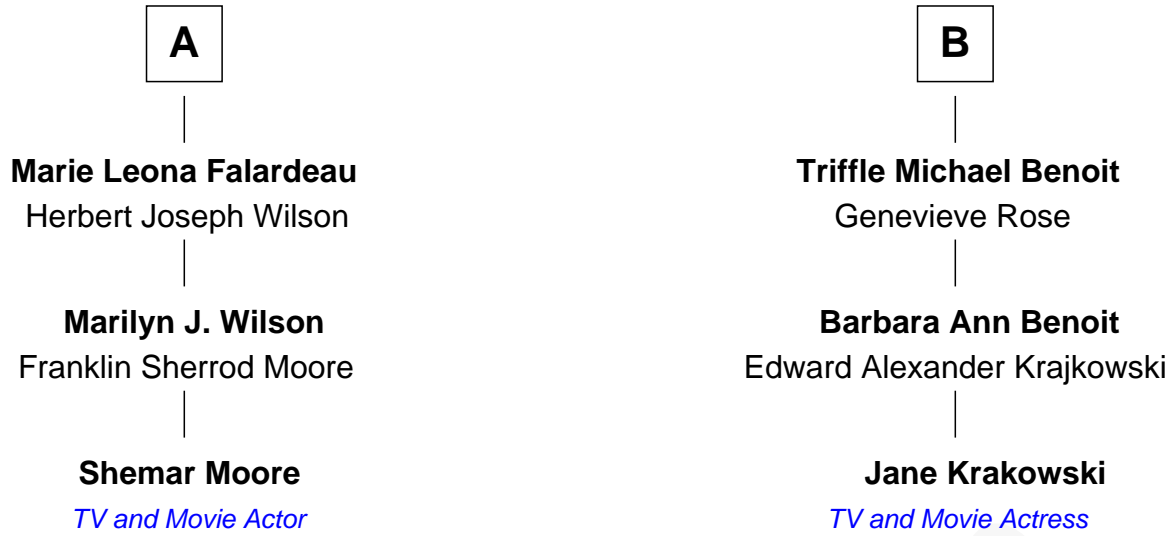 A
B
Marie Leona Falardeau
Triffle Michael Benoit
Herbert Joseph Wilson
Genevieve Rose
Marilyn J. Wilson
Barbara Ann Benoit
Franklin Sherrod Moore
Edward Alexander Krajkowski
Shemar Moore
Jane Krakowski
TV and Movie Actor
TV and Movie Actress